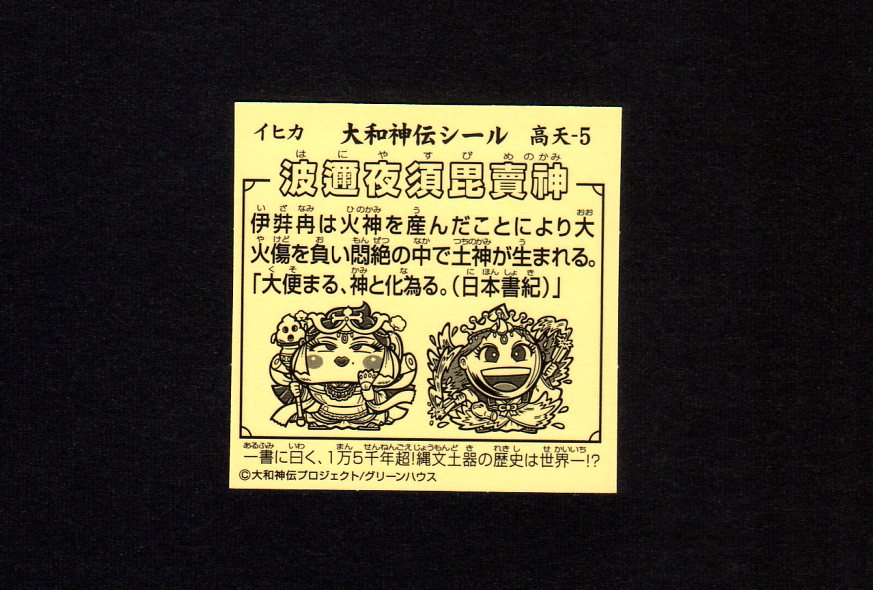 イヒカ 大和神伝シール 高天-5
は に や す び めのかみ
波邇夜須毘賣神
い ざ なみ ひのかみ う おお
伊弉冉は火神を産んだことにより大
や けど お もん ぜつ なか つちのかみ う
火傷を負い悶絶の中で土神が生まれる。
く そ かみ な に ほん しょ き
「大便まる、神と化為る。(日本書紀)」
あるふみ いわ まん せんねんごえ じょうもんど き れきし せ かいいち
一書に曰く、1万5千年超!縄文土器の歴史は世界一!?
©大和神伝プロジェクト/グリーンハウス